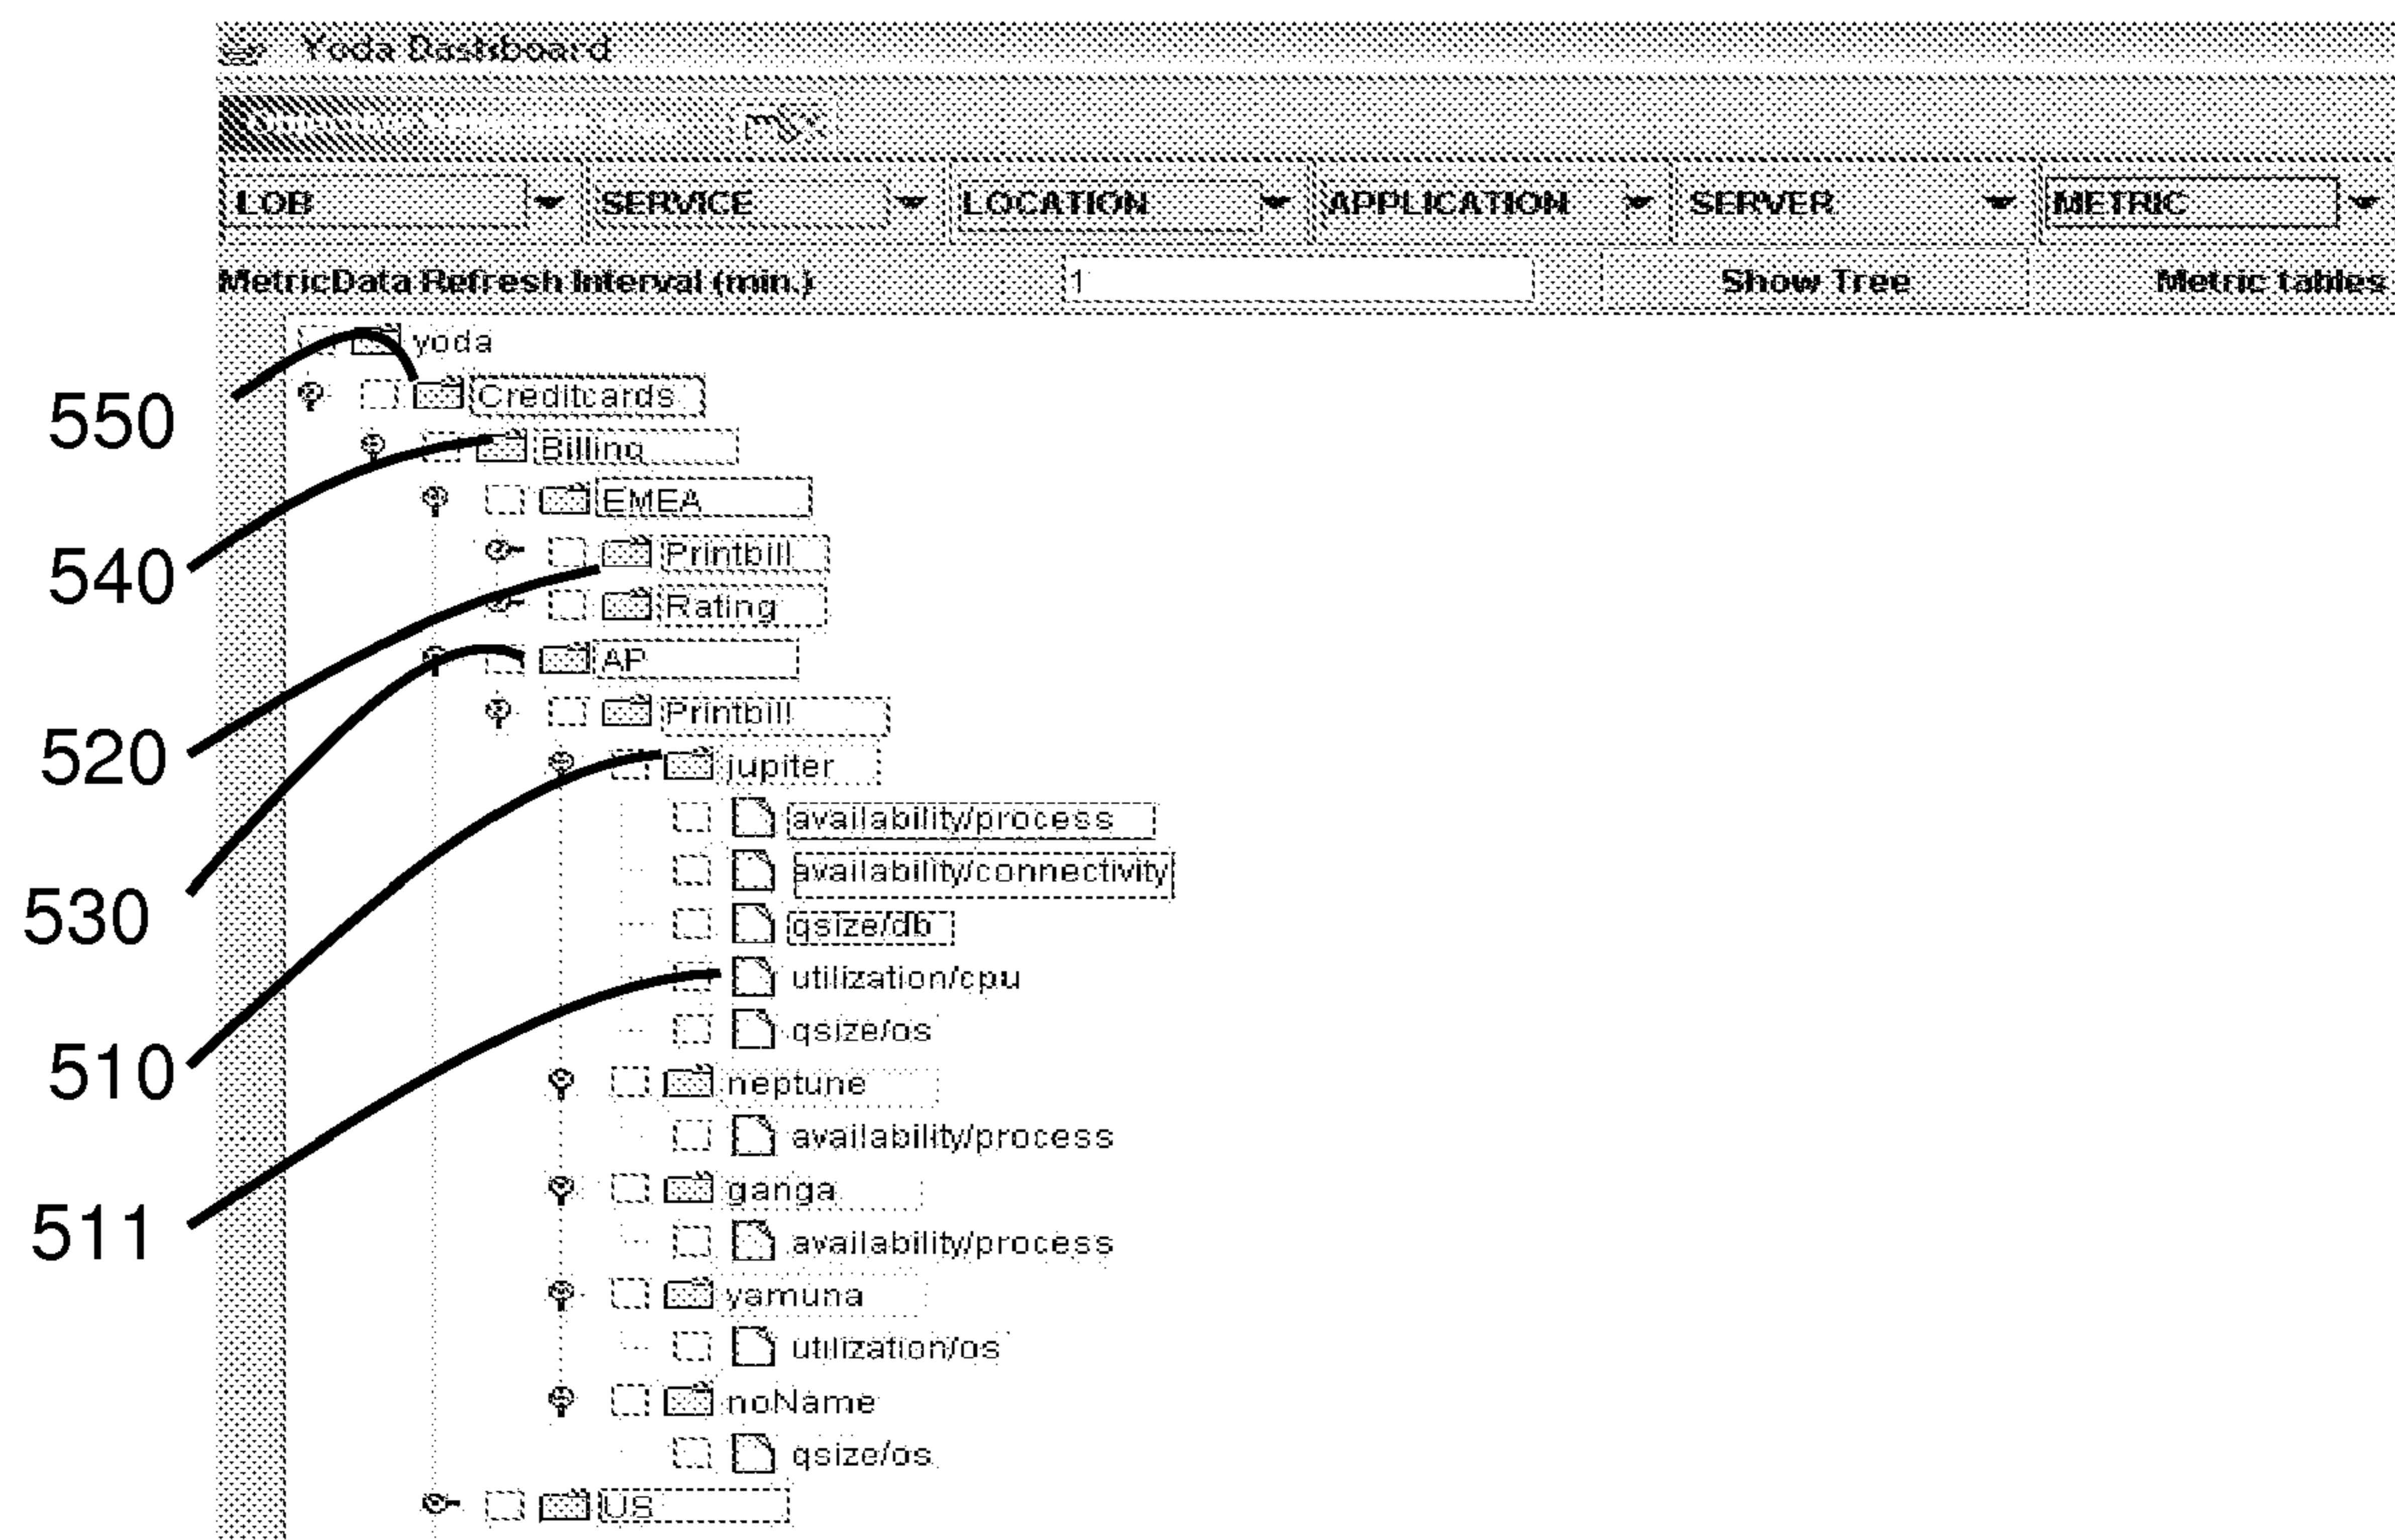 Yoda Dashboard
LOB SERVICE LOCATION APPLICATION SERVER METRIC
MetricData Refresh Interval (min.) 1 Show Tree Metric tables
yoda
550 Creditcards
Billing
EMEA
540 Printbill
Rating
AP
Printbill
520 jupiter
availability/process
availability/connectivity
530 qsize/db
utilization/cpu
qsize/os
510 neptune
availability/process
ganga
511 availability/process
yamuna
utilization/os
noName
qsize/os
US